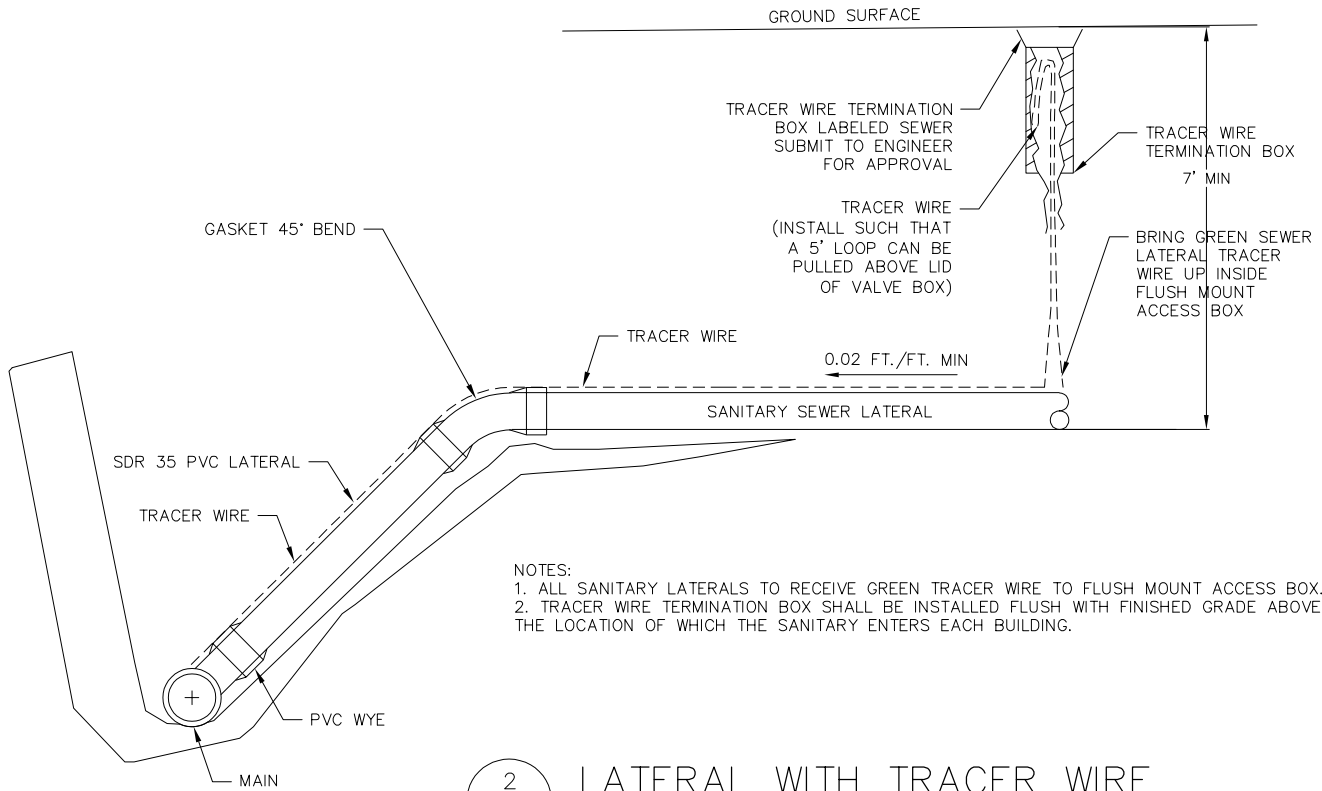 GROUND SURFACE
TRACER WIRE TERMINATION
BOX LABELED SEWER
SUBMIT TO ENGINEER
FOR APPROVAL
TRACER WIRE
TERMINATION BOX
7' MIN
TRACER WIRE
(INSTALL SUCH THAT
A 5' LOOP CAN BE
PULLED ABOVE LID
OF VALVE BOX)
BRING GREEN SEWER
LATERAL TRACER
WIRE UP INSIDE
FLUSH MOUNT
ACCESS BOX
GASKET 45° BEND
TRACER WIRE
0.02 FT./FT. MIN
SANITARY SEWER LATERAL
SDR 35 PVC LATERAL
TRACER WIRE
NOTES:
1. ALL SANITARY LATERALS TO RECEIVE GREEN TRACER WIRE TO FLUSH MOUNT ACCESS BOX.
2. TRACER WIRE TERMINATION BOX SHALL BE INSTALLED FLUSH WITH FINISHED GRADE ABOVE
THE LOCATION OF WHICH THE SANITARY ENTERS EACH BUILDING.
PVC WYE
MAIN
2
LATERAL WITH TRACER WIRE